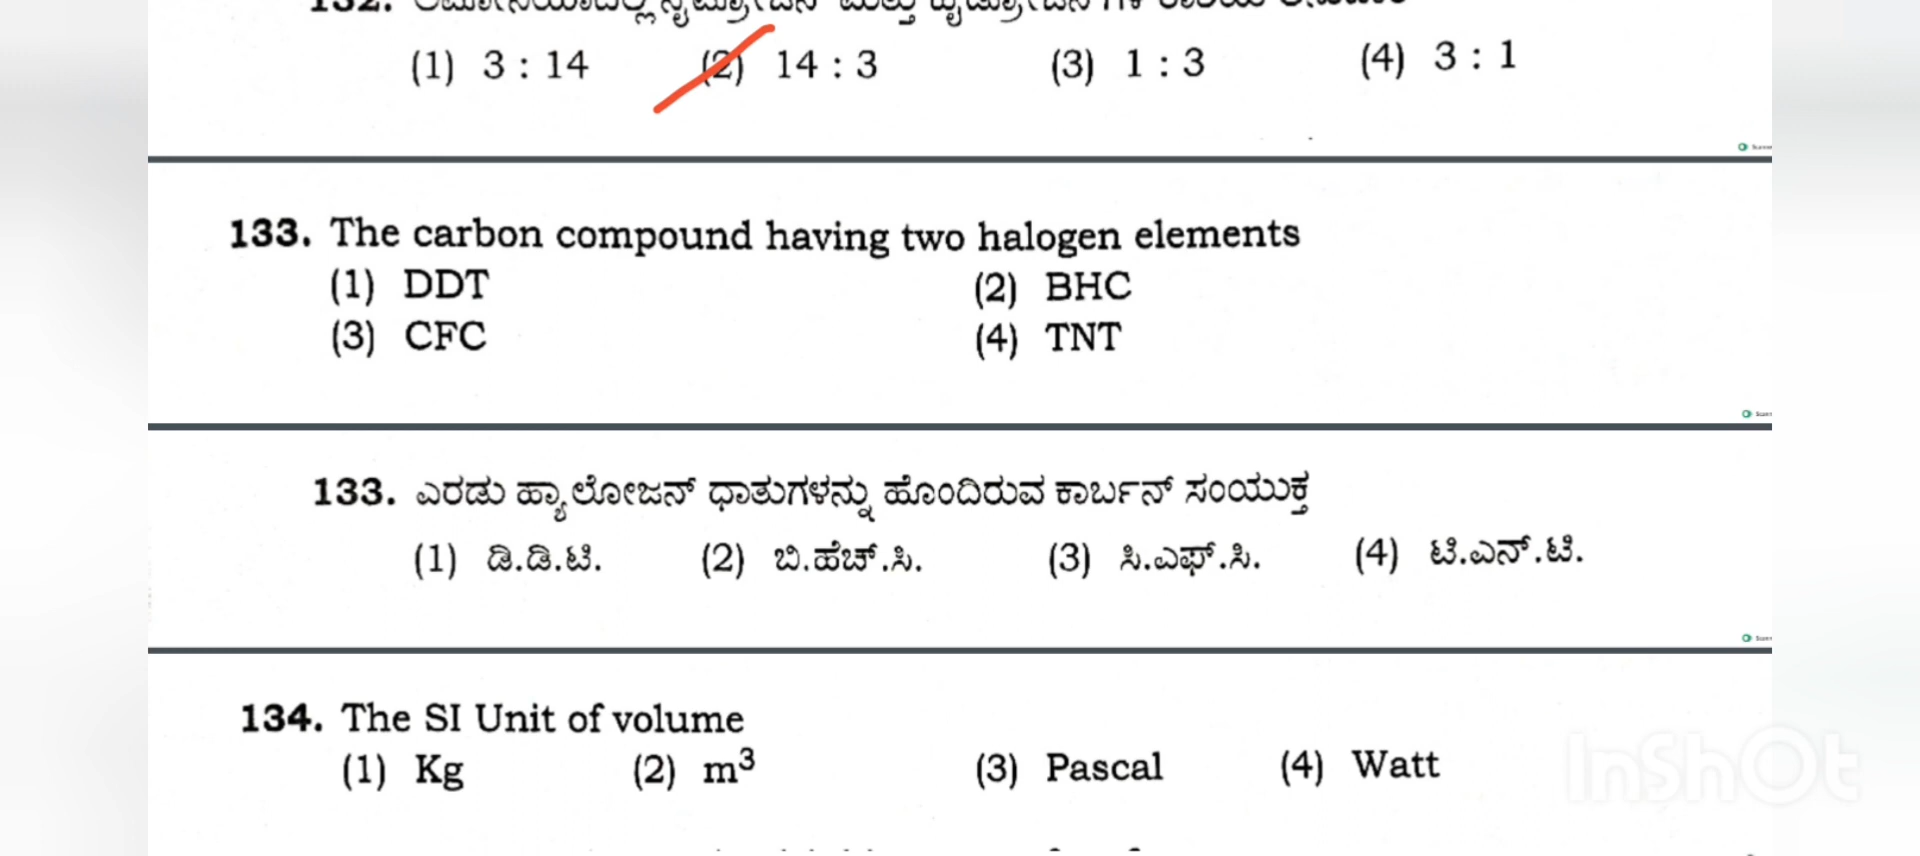 (1) 3 : 14 (2) 14 : 3 (3) 1 : 3 (4) 3 : 1
133. The carbon compound having two halogen elements
(1) DDT (2) BHC
(3) CFC (4) TNT
133. ಎರಡು ಹ್ಯಾಲೋಜನ್ ಧಾತುಗಳನ್ನು ಹೊಂದಿರುವ ಕಾರ್ಬನ್ ಸಂಯುಕ್ತ
(1) ಡಿ.ಡಿ.ಟಿ. (2) ಬಿ.ಹೆಚ್.ಸಿ. (3) ಸಿ.ಎಫ್.ಸಿ. (4) ಟಿ.ಎನ್.ಟಿ.
134. The SI Unit of volume
(1) Kg (2) m³ (3) Pascal (4) Watt
InShOt